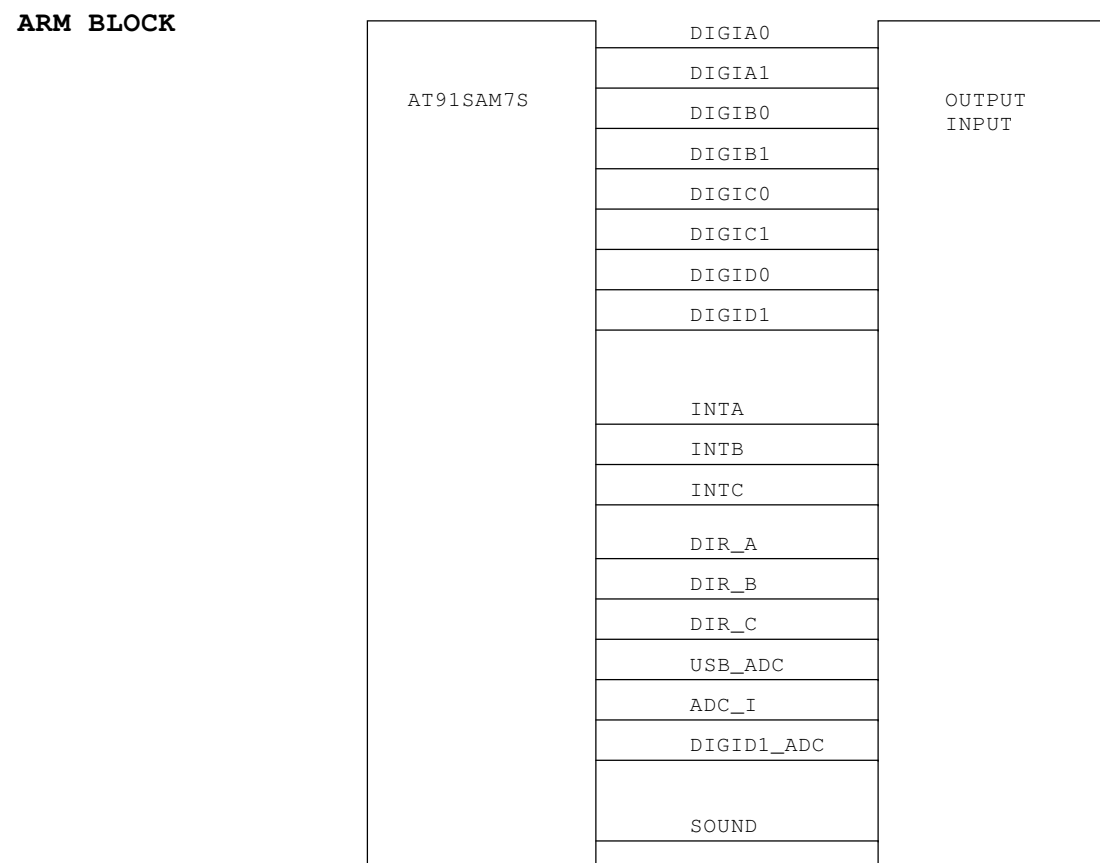 ARM BLOCK
DIGIA0
DIGIA1
AT91SAM7S
OUTPUT
INPUT
DIGIB0
DIGIB1
DIGIC0
DIGIC1
DIGID0
DIGID1
INTA
INTB
INTC
DIR_A
DIR_B
DIR_C
USB_ADC
ADC_I
DIGID1_ADC
SOUND